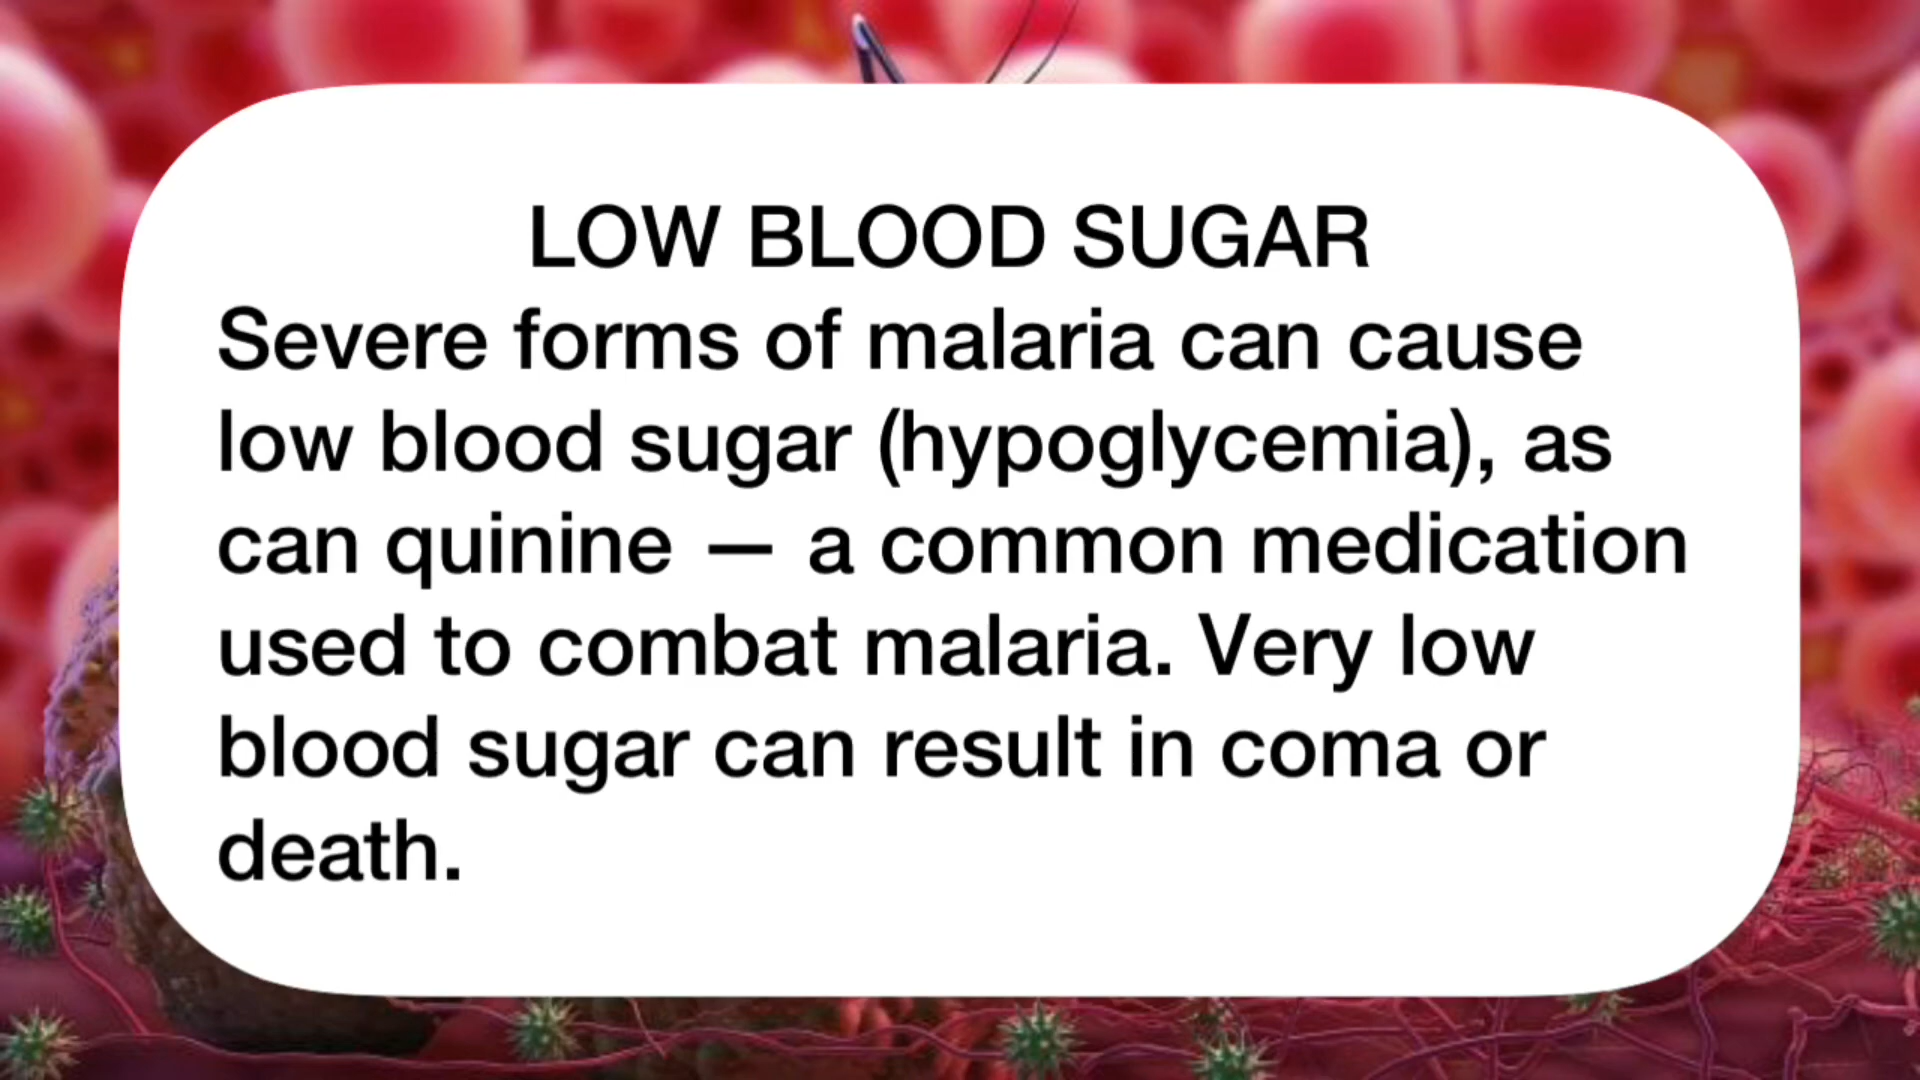 LOW BLOOD SUGAR
Severe forms of malaria can cause
low blood sugar (hypoglycemia), as
can quinine — a common medication
used to combat malaria. Very low
blood sugar can result in coma or
death.